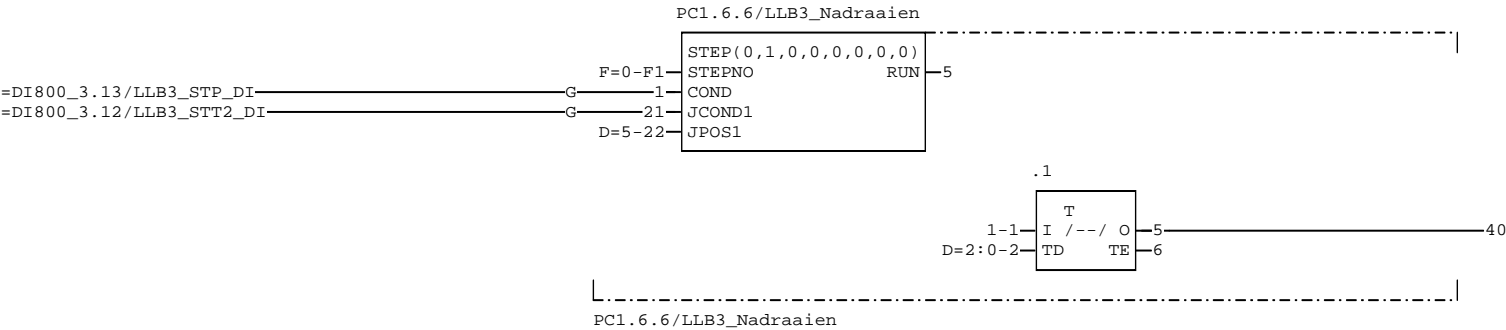 PC1.6.6/LLB3_Nadraaien
STEP(0,1,0,0,0,0,0,0)
F=0-F1 STEPNO RUN 5
=DI800_3.13/LLB3_STP_DI G 1 COND
=DI800_3.12/LLB3_STT2_DI G 21 JCOND1
D=5-22 JPOS1
.1
T
1-1 I /--/ O 5 40
D=2:0-2 TD TE 6
PC1.6.6/LLB3_Nadraaien